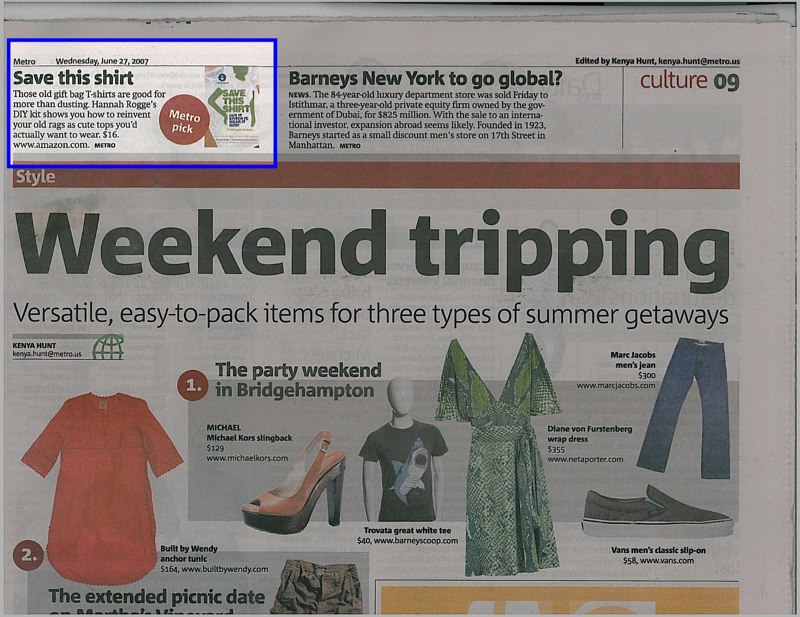 Metro Wednesday, June 27, 2007
Save this shirt
Those old gift bag T-shirts are good for
more than dusting. Hannah Rogge's
DIY kit shows you how to reinvent
your old rags as cute tops you'd
actually want to wear. $16.
www.amazon.com. METRO
Metro
pick
SAVE
THIS
SHIRT
Edited by Kenya Hunt, kenya.hunt@metro.us
Barneys New York to go global?
NEWS. The 84-year-old luxury department store was sold Friday to
Istithmar, a three-year-old private equity firm owned by the gov-
ernment of Dubai, for $825 million. With the sale to an interna-
tional investor, expansion abroad seems likely. Founded in 1923,
Barneys started as a small discount men's store on 17th Street in
Manhattan. METRO
culture 09
Style
Weekend tripping
Versatile, easy-to-pack items for three types of summer getaways
KENYA HUNT
kenya.hunt@metro.us
1. The party weekend
in Bridgehampton
MICHAEL
Michael Kors slingback
$129
www.michaelkors.com
Trovata great white tee
$40, www.barneyscoop.com
Diane von Furstenberg
wrap dress
$355
www.netaporter.com
Marc Jacobs
men's jean
$300
www.marcjacobs.com
Vans men's classic slip-on
$58, www.vans.com
Built by Wendy
anchor tunic
$164, www.builtbywendy.com
2.
The extended picnic date
on Martha's Vineyard